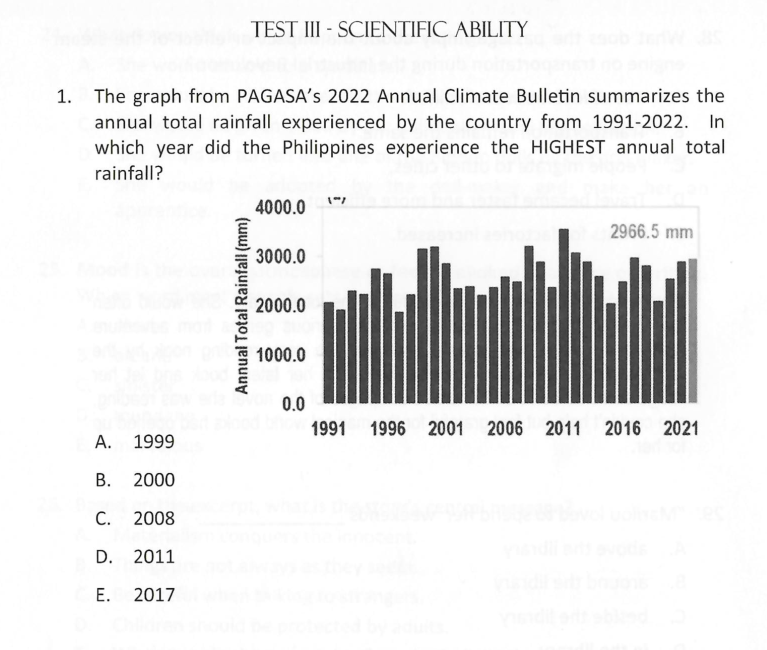 TEST III - SCIENTIFIC ABILITY
1. The graph from PAGASA's 2022 Annual Climate Bulletin summarizes the
annual total rainfall experienced by the country from 1991-2022. In
which year did the Philippines experience the HIGHEST annual total
rainfall?
4000.0
2966.5 mm
3000.0
2000.0
1000.0
0.0
Annual Total Rainfall (mm)
1991 1996 2001 2006 2011 2016 2021
A. 1999
B. 2000
C. 2008
D. 2011
E. 2017